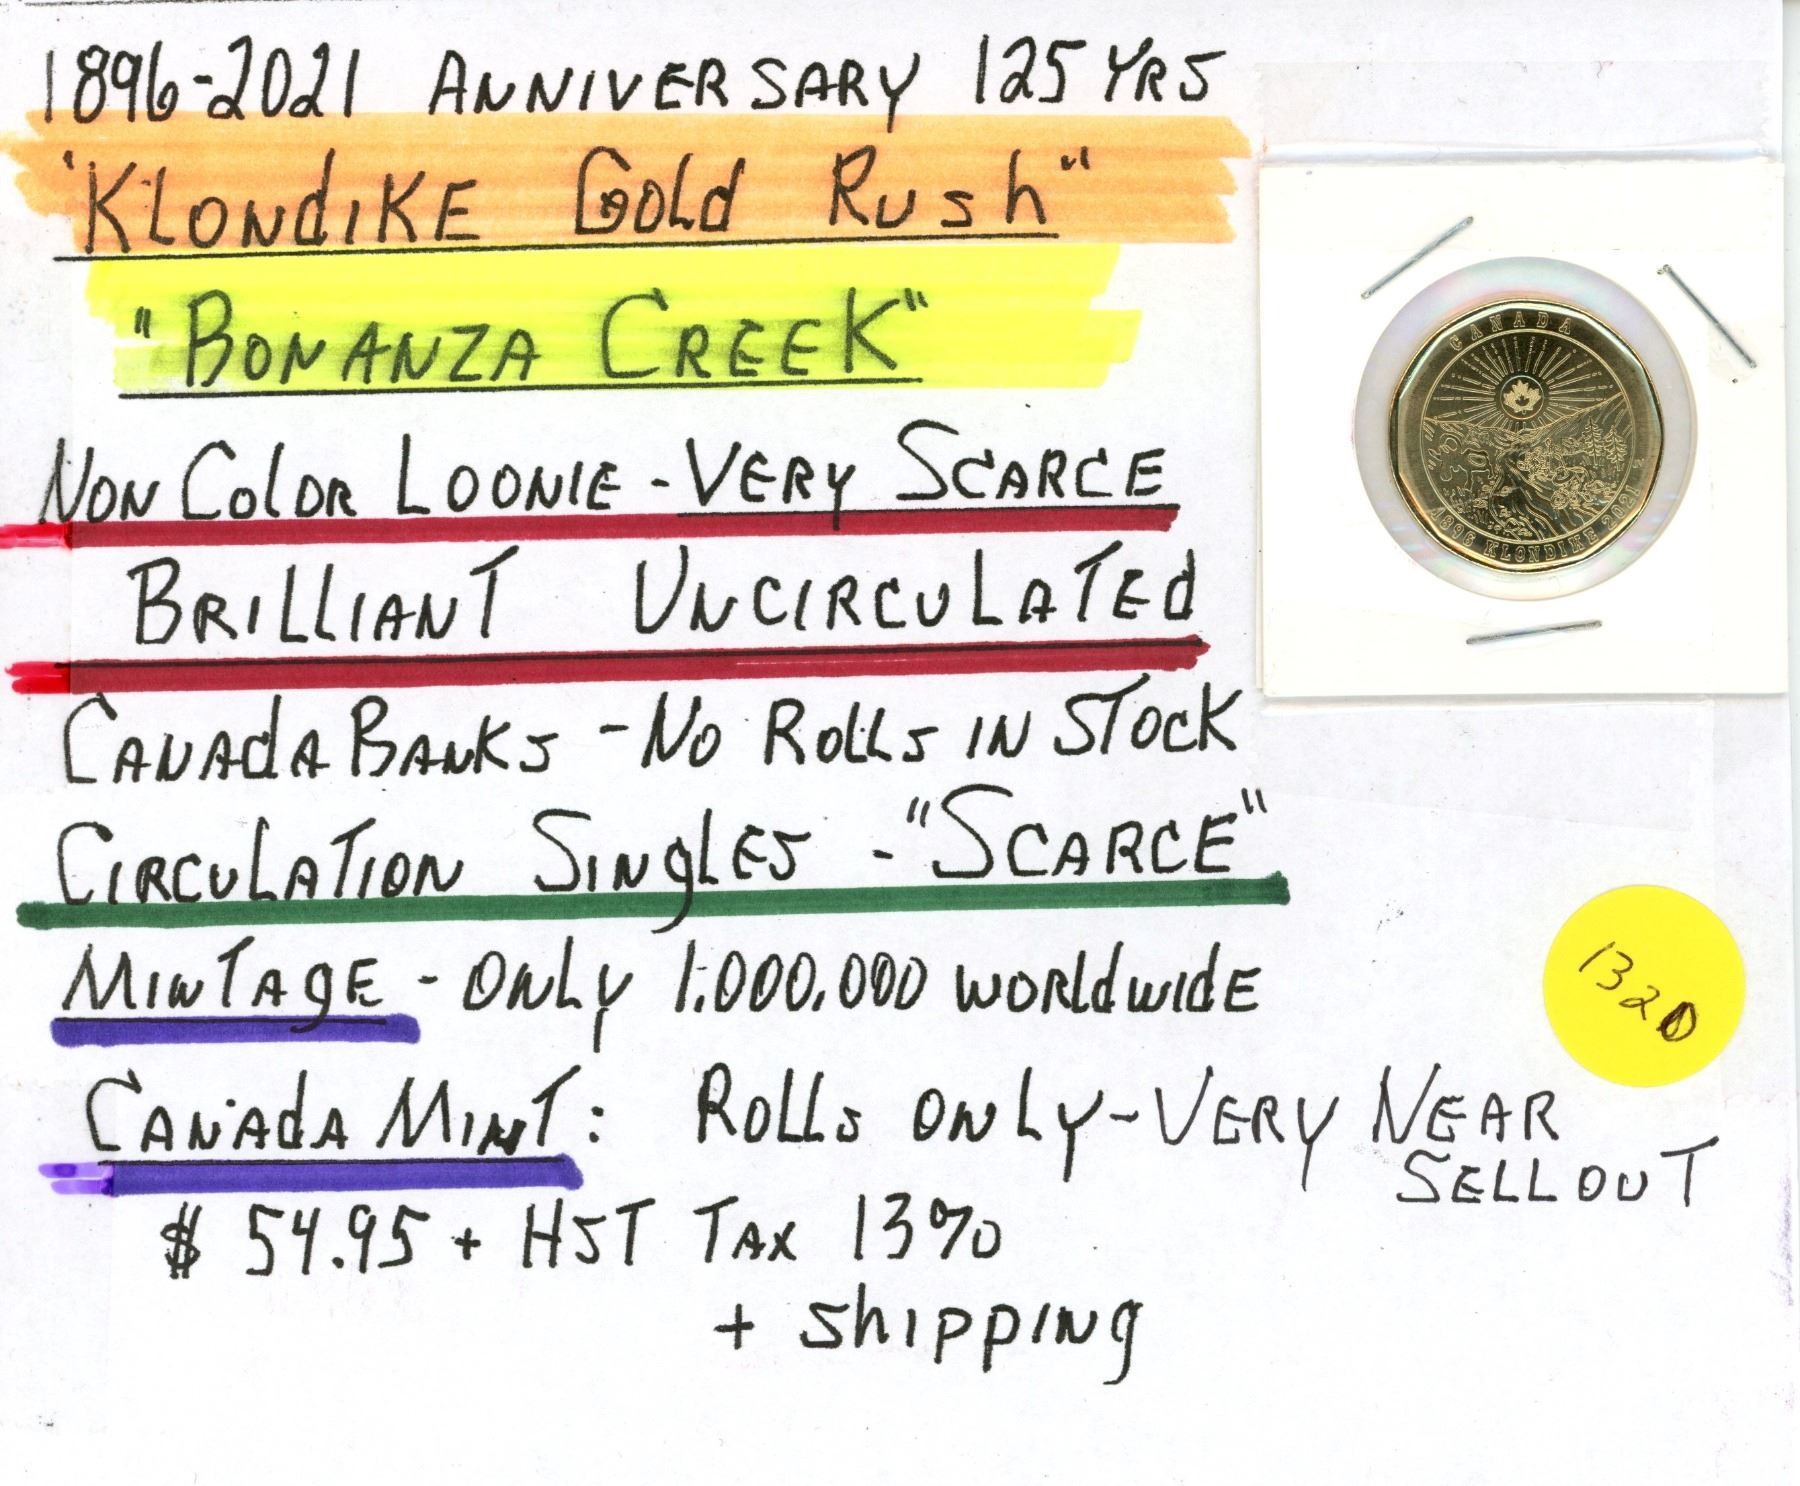 1896-2021 ANNIVERSARY 125 YRS
"KLONDIKE GOLD RUSH"
"BONANZA CREEK"
NON COLOR LOONIE - VERY SCARCE
BRILLIANT UNCIRCULATED
CANADA BANKS - NO ROLLS IN STOCK
CIRCULATION SINGLES - "SCARCE"
MINTAGE - ONLY 1,000,000 WORLDWIDE
CANADA MINT: ROLLS ONLY - VERY NEAR
SELLOUT
$ 54.95 + HST TAX 13%
+ SHIPPING
CANADA
1896 KLONDIKE 2021
1320